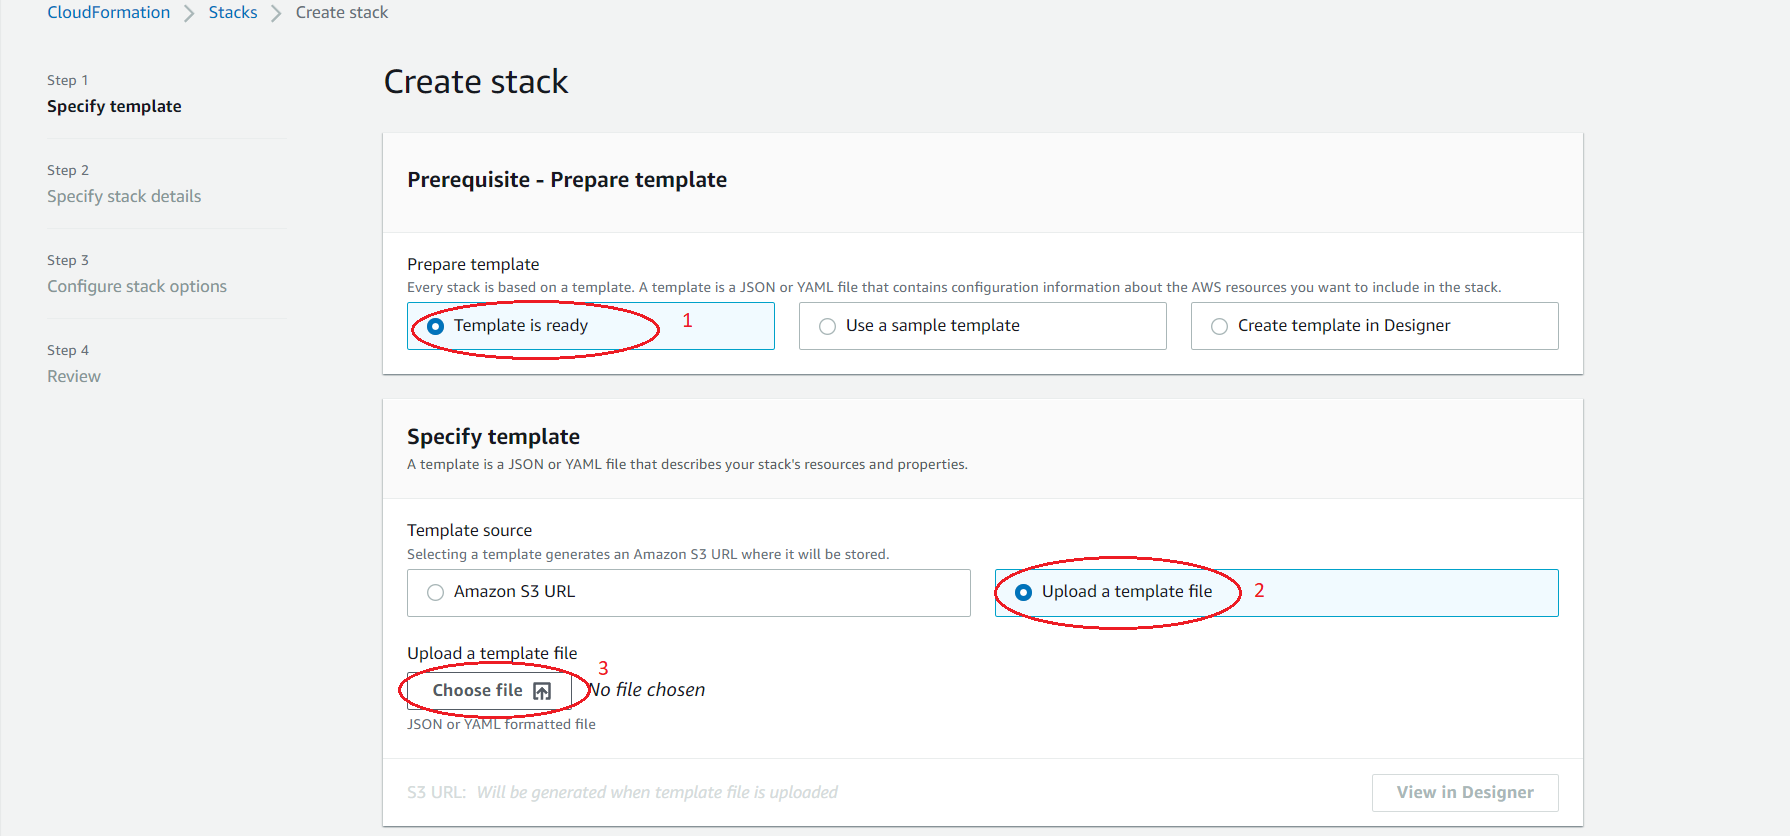 CloudFormation > Stacks > Create stack
Step 1
Specify template
Step 2
Specify stack details
Step 3
Configure stack options
Step 4
Review
Create stack
Prerequisite - Prepare template
Prepare template
Every stack is based on a template. A template is a JSON or YAML file that contains configuration information about the AWS resources you want to include in the stack.
Template is ready 1 Use a sample template Create template in Designer
Specify template
A template is a JSON or YAML file that describes your stack's resources and properties.
Template source
Selecting a template generates an Amazon S3 URL where it will be stored.
Amazon S3 URL Upload a template file 2
Upload a template file
3
Choose file No file chosen
JSON or YAML formatted file
S3 URL: Will be generated when template file is uploaded View in Designer